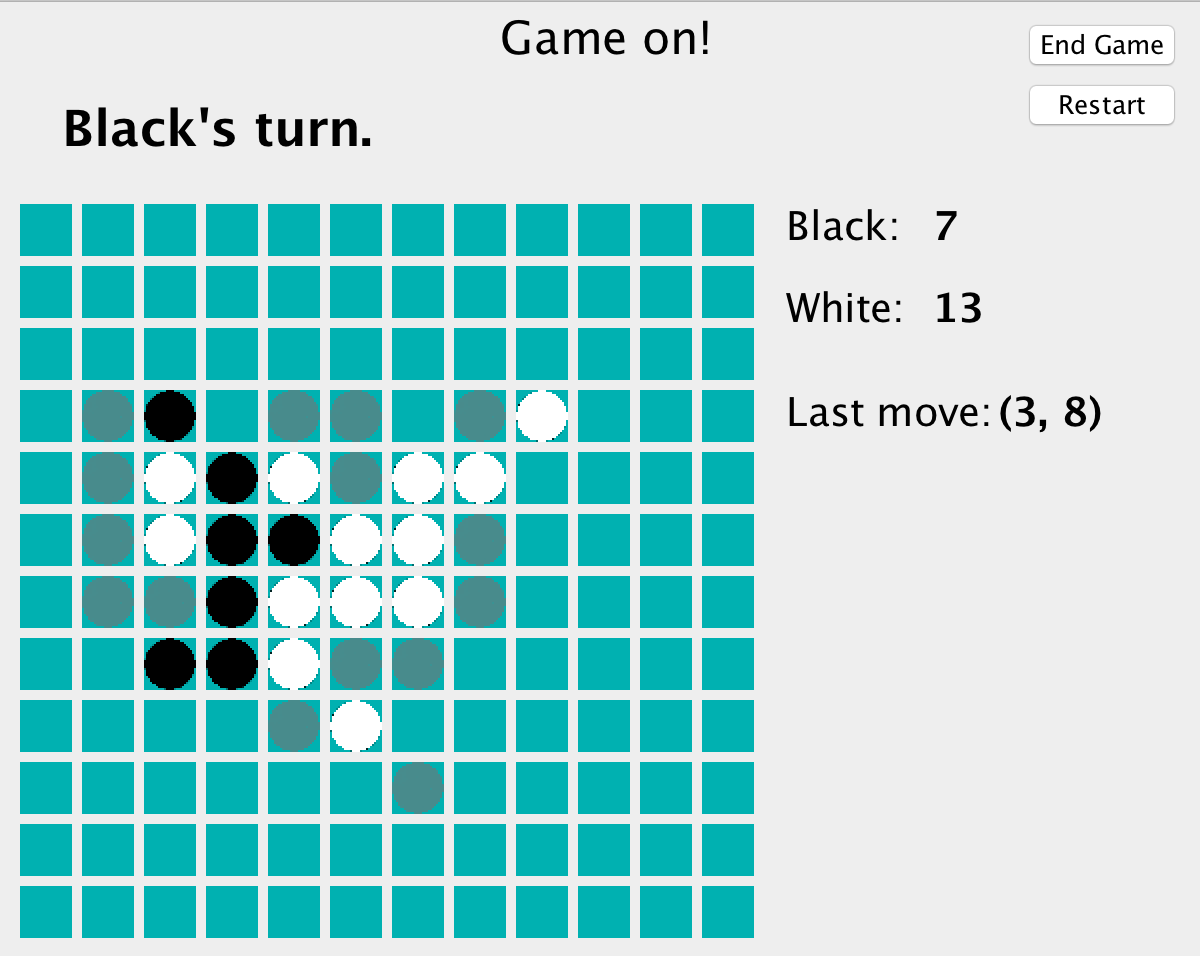 Game on!
End Game
Restart
Black's turn.
Black: 7
White: 13
Last move: (3, 8)